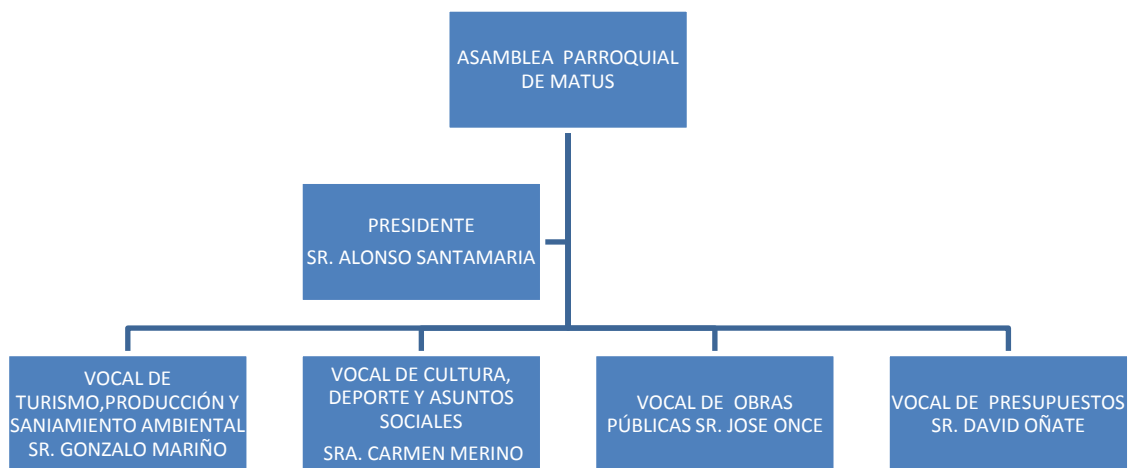 ASAMBLEA PARROQUIAL
DE MATUS
PRESIDENTE
SR. ALONSO SANTAMARIA
VOCAL DE
TURISMO,PRODUCCIÓN Y
SANIAMIENTO AMBIENTAL
SR. GONZALO MARIÑO
VOCAL DE CULTURA,
DEPORTE Y ASUNTOS
SOCIALES
SRA. CARMEN MERINO
VOCAL DE OBRAS
PÚBLICAS SR. JOSE ONCE
VOCAL DE PRESUPUESTOS
SR. DAVID OÑATE